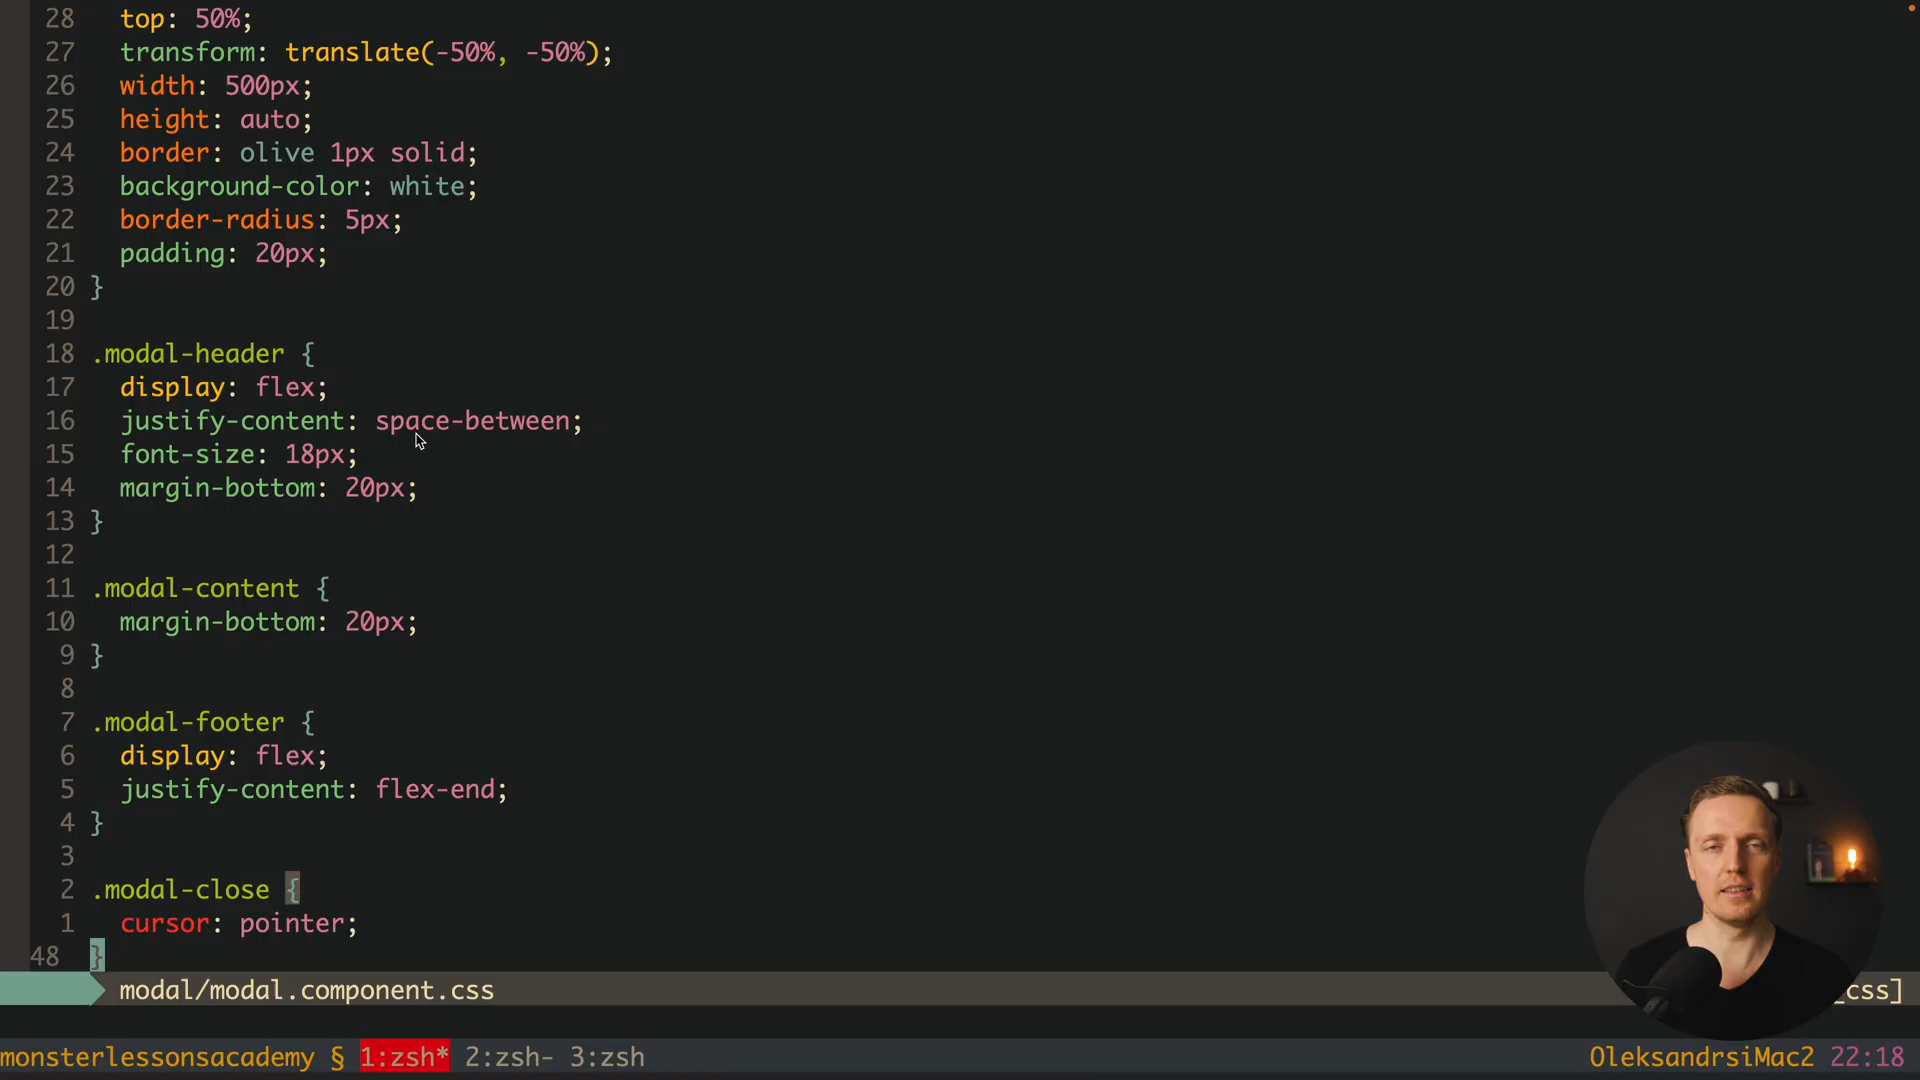 28 top: 50%;
27 transform: translate(-50%, -50%);
26 width: 500px;
25 height: auto;
24 border: olive 1px solid;
23 background-color: white;
22 border-radius: 5px;
21 padding: 20px;
20 }
19
18 .modal-header {
17 display: flex;
16 justify-content: space-between;
15 font-size: 18px;
14 margin-bottom: 20px;
13 }
12
11 .modal-content {
10 margin-bottom: 20px;
9 }
8
7 .modal-footer {
6 display: flex;
5 justify-content: flex-end;
4 }
3
2 .modal-close {
1 cursor: pointer;
48 }
modal/modal.component.css css]
monsterlessonsacademy § 1:zsh* 2:zsh- 3:zsh OleksandrsiMac2 22:18